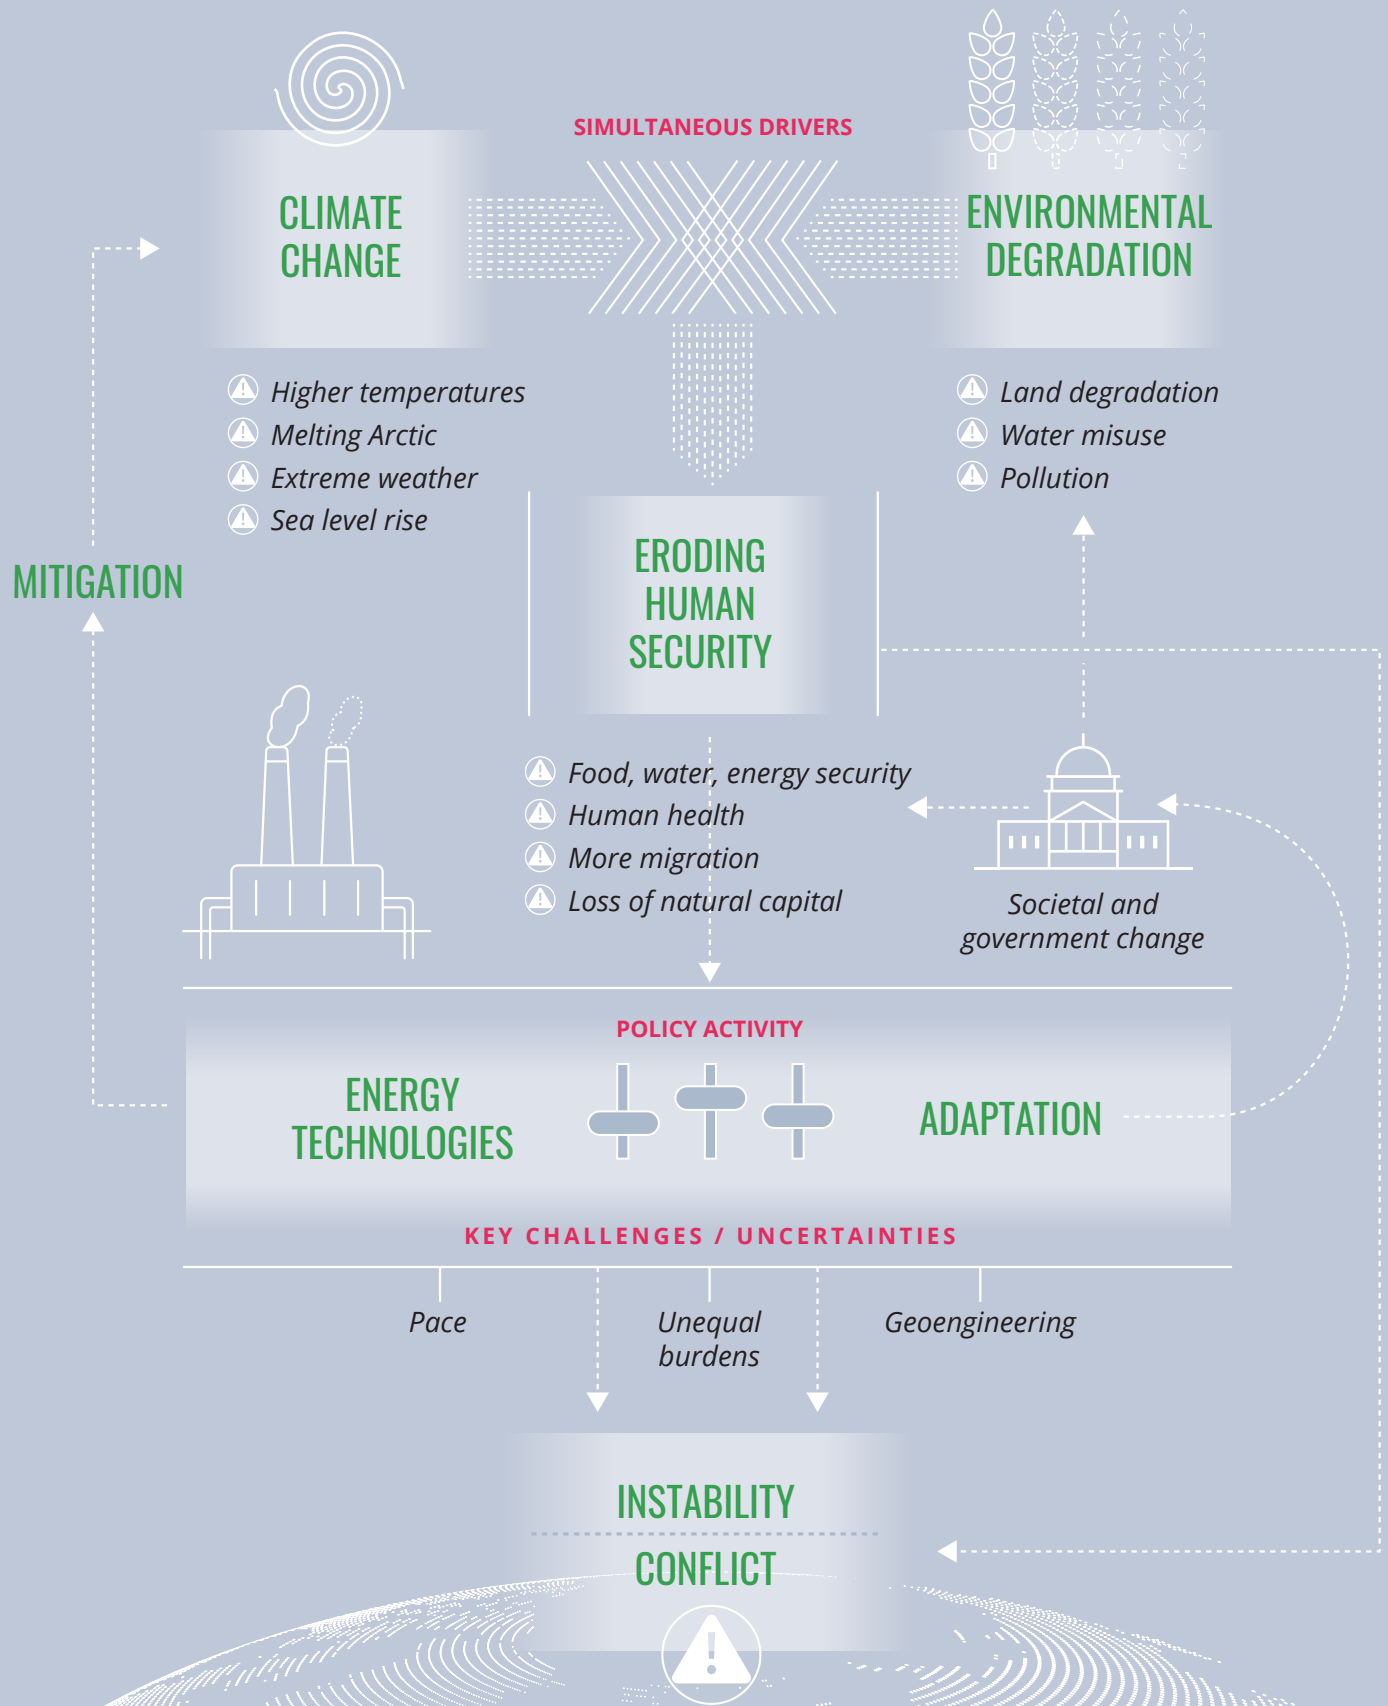 SIMULTANEOUS DRIVERS
CLIMATE
CHANGE
ENVIRONMENTAL
DEGRADATION
Higher temperatures
Melting Arctic
Extreme weather
Sea level rise
Land degradation
Water misuse
Pollution
MITIGATION
ERODING
HUMAN
SECURITY
Food, water, energy security
Human health
More migration
Loss of natural capital
Societal and
government change
POLICY ACTIVITY
ENERGY
TECHNOLOGIES
ADAPTATION
KEY CHALLENGES / UNCERTAINTIES
Pace
Unequal
burdens
Geoengineering
INSTABILITY
CONFLICT